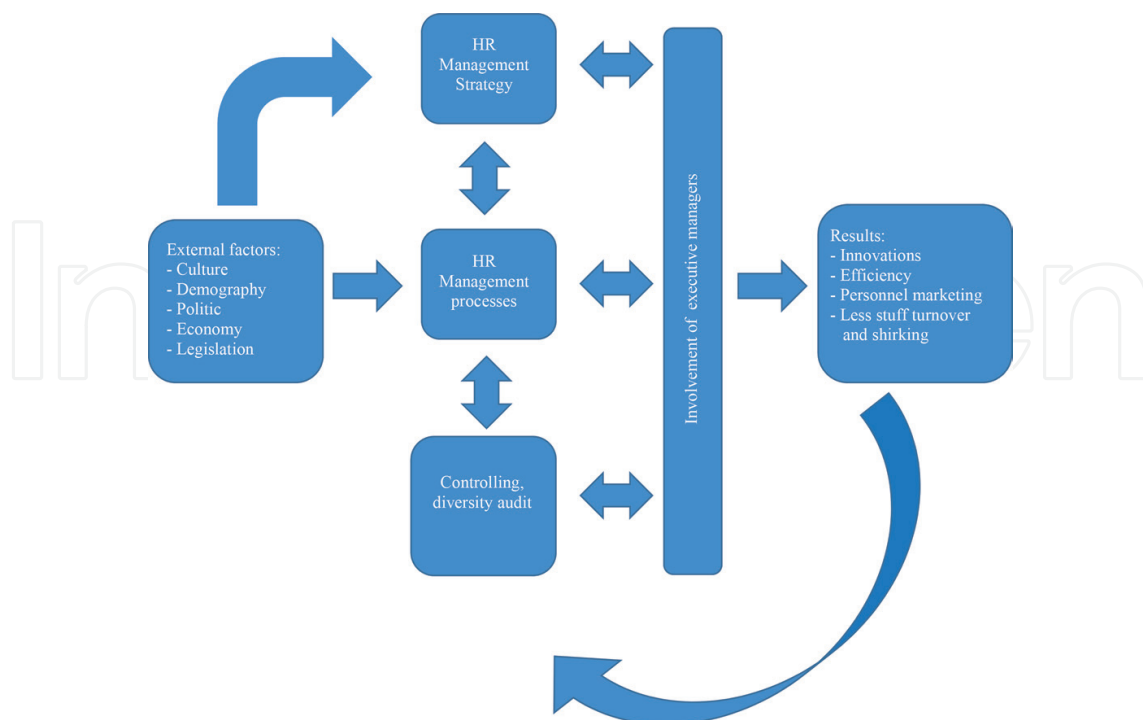 HR
Management
Strategy
External factors:
- Culture
- Demography
- Politic
- Economy
- Legislation
HR
Management
processes
Controlling,
diversity audit
Involvement of executive managers
Results:
- Innovations
- Efficiency
- Personnel marketing
- Less stuff turnover
and shirking